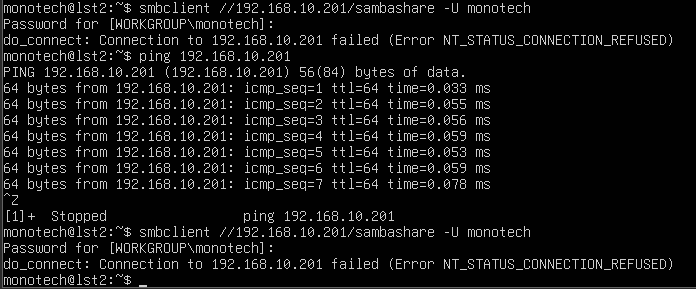 monotech@lst2:~$ smbclient //192.168.10.201/sambashare -U monotech
Password for [WORKGROUP\monotech]:
do_connect: Connection to 192.168.10.201 failed (Error NT_STATUS_CONNECTION_REFUSED)
monotech@lst2:~$ ping 192.168.10.201
PING 192.168.10.201 (192.168.10.201) 56(84) bytes of data.
64 bytes from 192.168.10.201: icmp_seq=1 ttl=64 time=0.033 ms
64 bytes from 192.168.10.201: icmp_seq=2 ttl=64 time=0.055 ms
64 bytes from 192.168.10.201: icmp_seq=3 ttl=64 time=0.056 ms
64 bytes from 192.168.10.201: icmp_seq=4 ttl=64 time=0.059 ms
64 bytes from 192.168.10.201: icmp_seq=5 ttl=64 time=0.053 ms
64 bytes from 192.168.10.201: icmp_seq=6 ttl=64 time=0.059 ms
64 bytes from 192.168.10.201: icmp_seq=7 ttl=64 time=0.078 ms
^Z
[1]+  Stopped                 ping 192.168.10.201
monotech@lst2:~$ smbclient //192.168.10.201/sambashare -U monotech
Password for [WORKGROUP\monotech]:
do_connect: Connection to 192.168.10.201 failed (Error NT_STATUS_CONNECTION_REFUSED)
monotech@lst2:~$ _